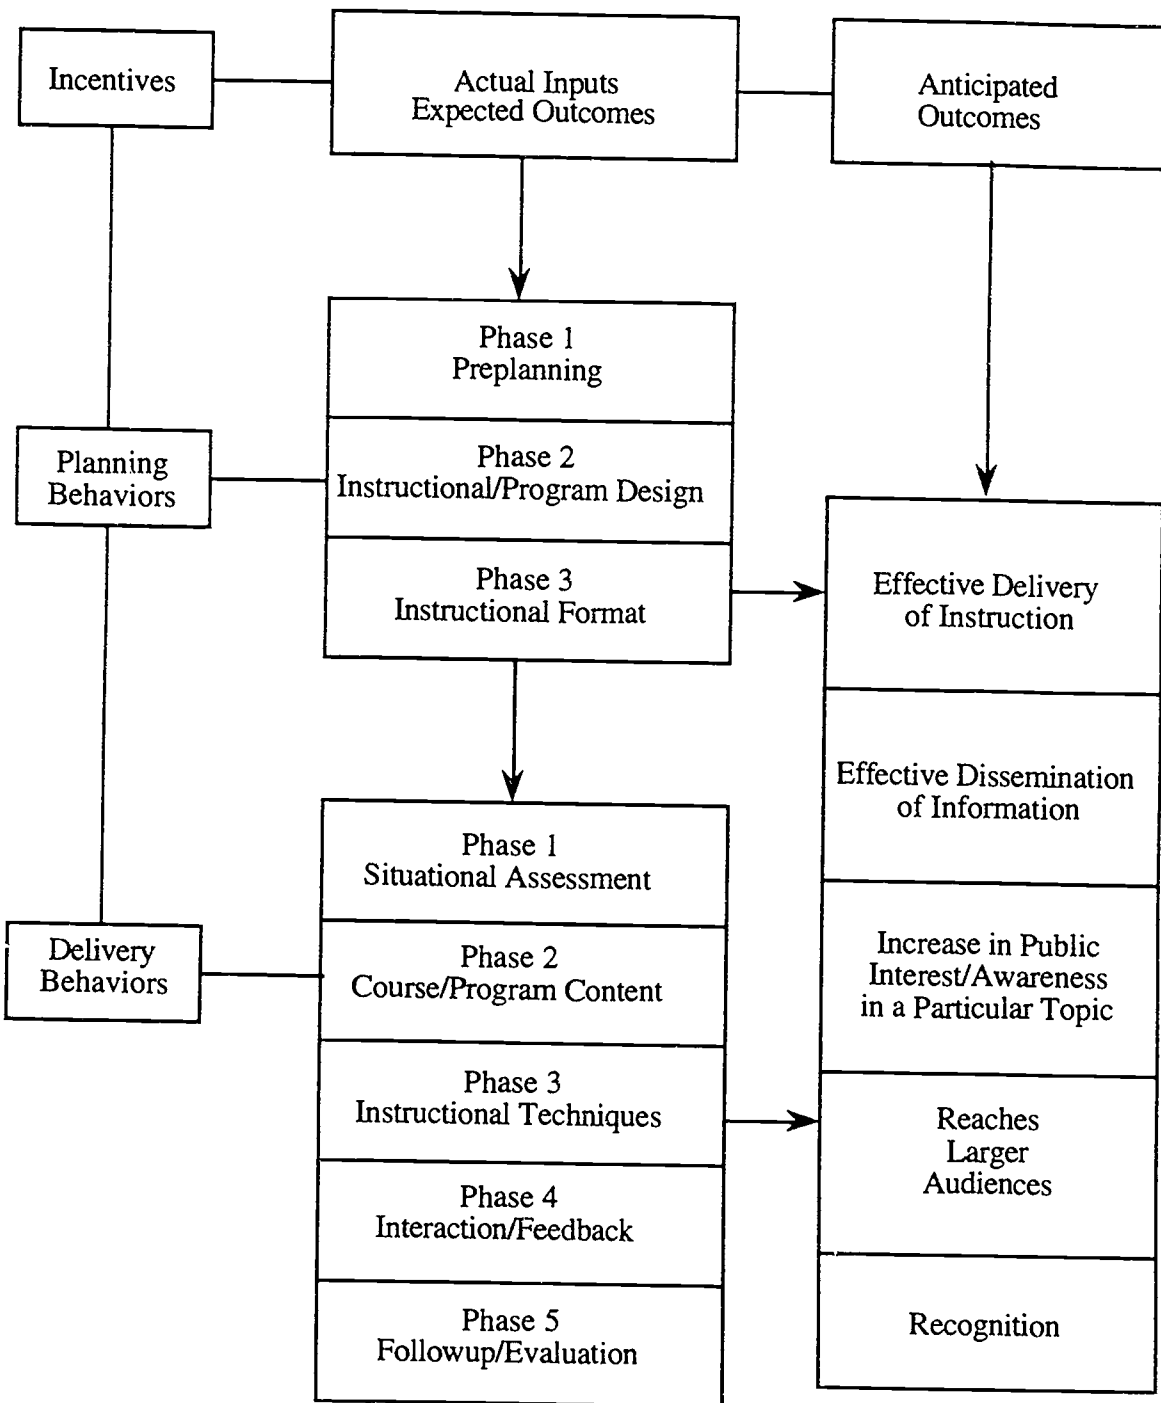 Incentives
Actual Inputs
Expected Outcomes
Anticipated
Outcomes
Phase 1
Preplanning
Planning
Behaviors
Phase 2
Instructional/Program Design
Phase 3
Instructional Format
Effective Delivery
of Instruction
Effective Dissemination
of Information
Phase 1
Situational Assessment
Delivery
Behaviors
Phase 2
Course/Program Content
Increase in Public
Interest/Awareness
in a Particular Topic
Phase 3
Instructional Techniques
Reaches
Larger
Audiences
Phase 4
Interaction/Feedback
Phase 5
Followup/Evaluation
Recognition